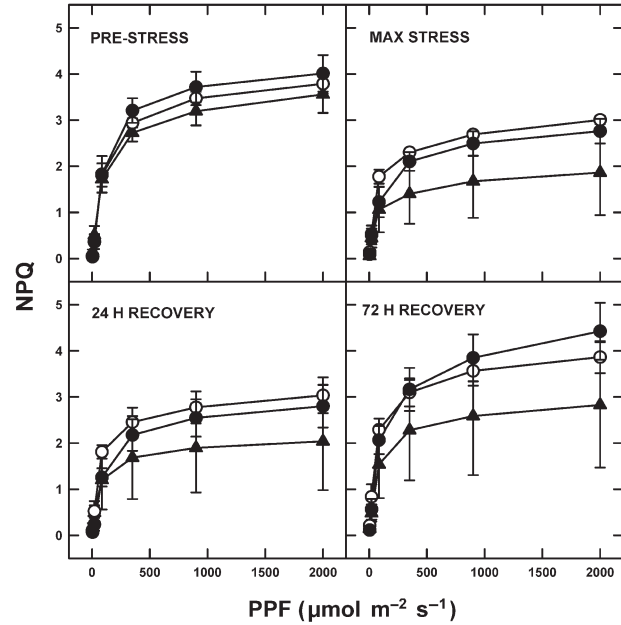 PRE-STRESS
MAX STRESS
5
4
3
2
1
0
NPQ
24 H RECOVERY
72 H RECOVERY
5
4
3
2
1
0
0 500 1000 1500 2000 0 500 1000 1500 2000
PPF (µmol m⁻² s⁻¹)